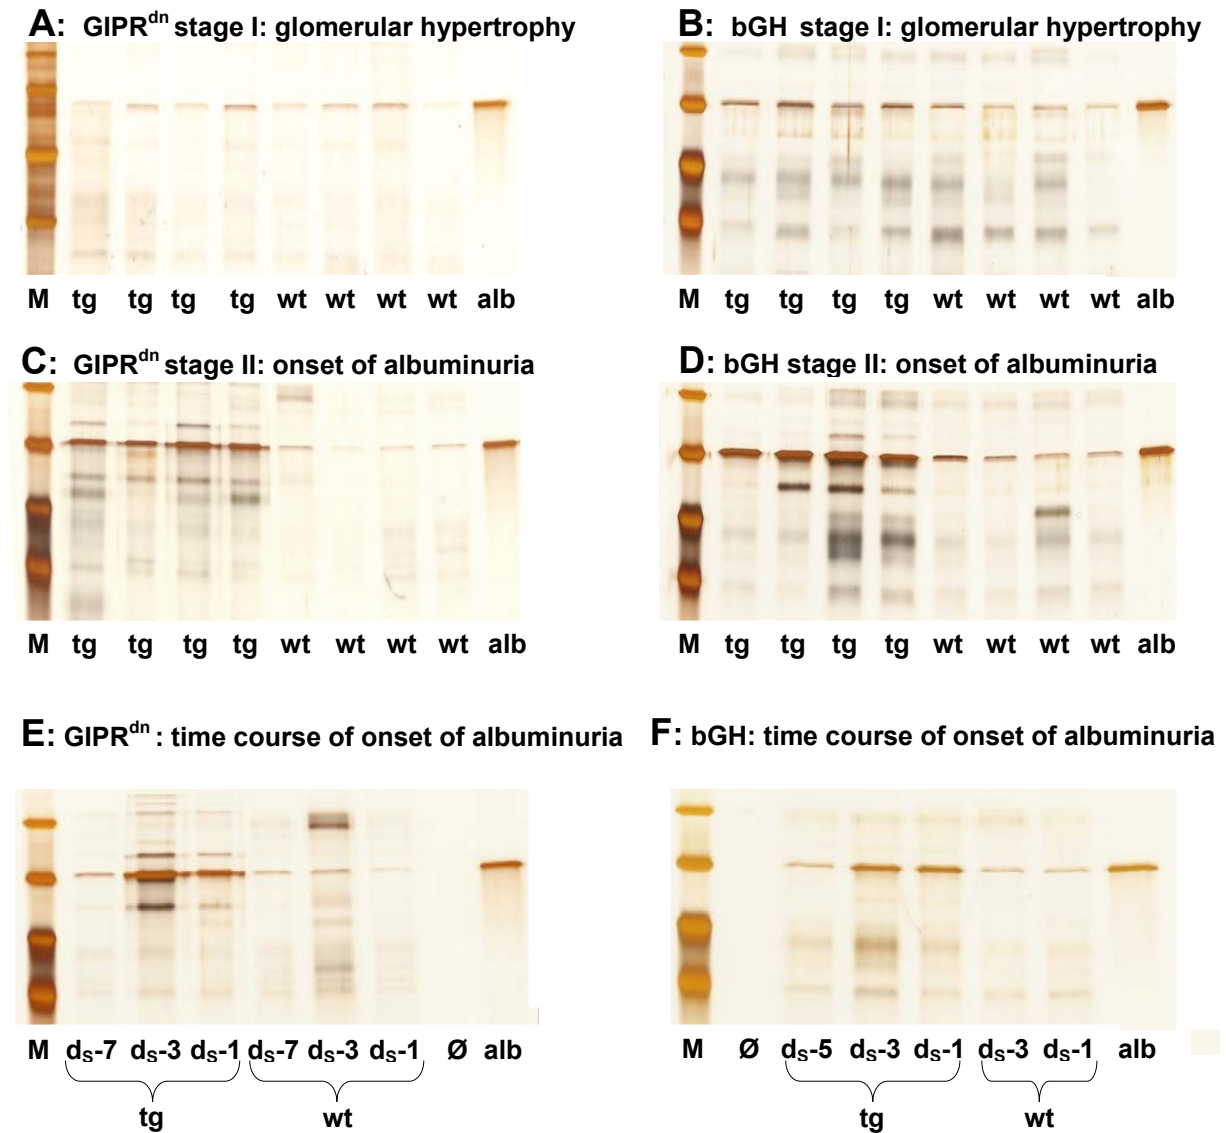 A: GIPRdn stage I: glomerular hypertrophy
B: bGH stage I: glomerular hypertrophy
M tg tg tg tg wt wt wt wt alb
M tg tg tg tg wt wt wt wt alb
C: GIPRdn stage II: onset of albuminuria
D: bGH stage II: onset of albuminuria
M tg tg tg tg wt wt wt wt alb
M tg tg tg tg wt wt wt wt alb
E: GIPRdn : time course of onset of albuminuria
F: bGH: time course of onset of albuminuria
M dS-7 dS-3 dS-1 dS-7 dS-3 dS-1 Ø alb
tg wt
M Ø dS-5 dS-3 dS-1 dS-3 dS-1 alb
tg wt